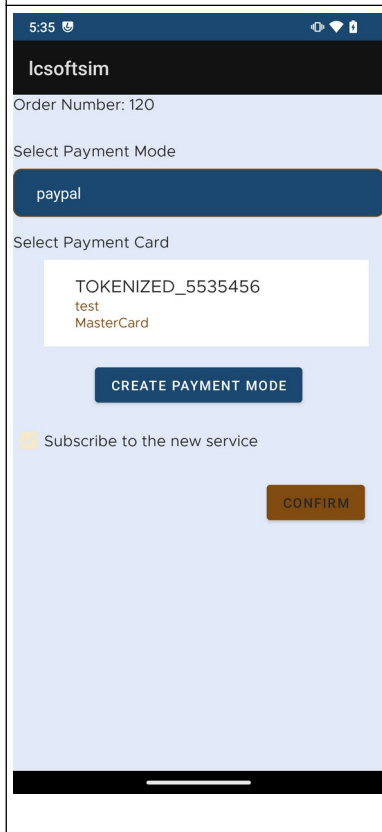 5:35
lcsoftsim
Order Number: 120
Select Payment Mode
paypal
Select Payment Card
TOKENIZED_5535456
test
MasterCard
CREATE PAYMENT MODE
Subscribe to the new service
CONFIRM